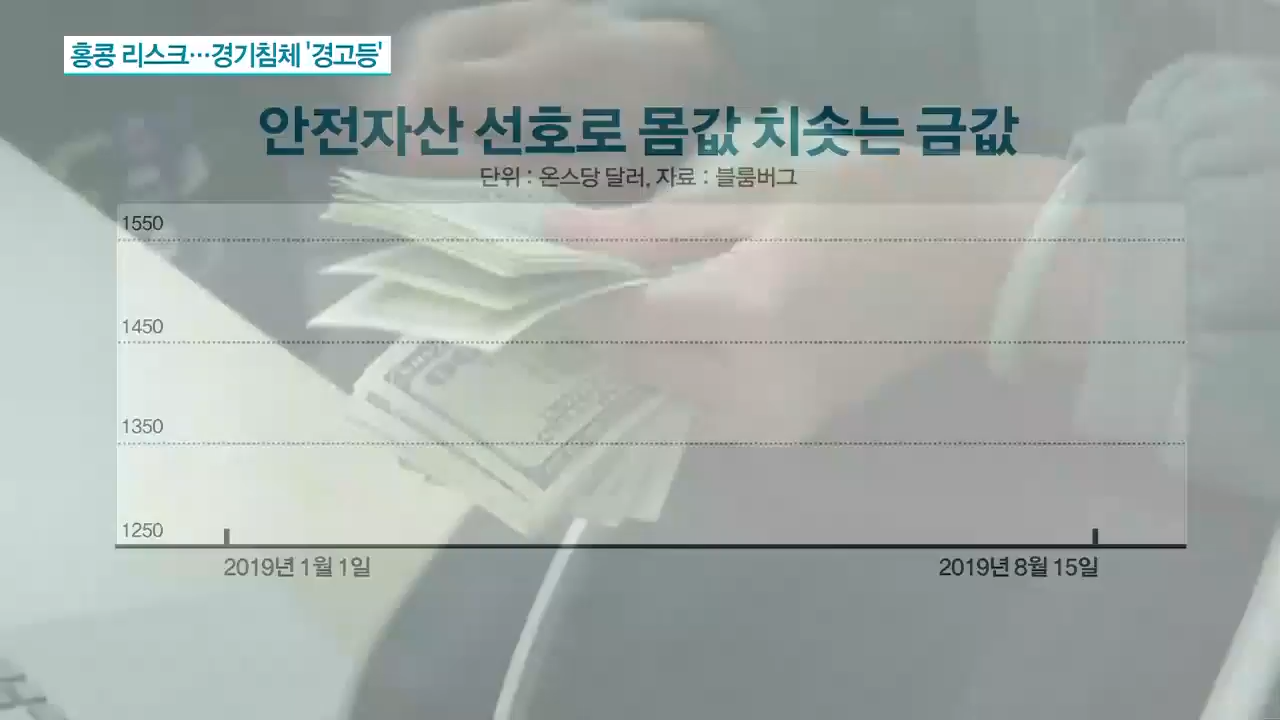 홍콩 리스크…경기침체 '경고등'
안전자산 선호로 몸값 치솟는 금값
단위 : 온스당 달러, 자료 : 블룸버그
1550
1450
1350
1250
2019년 1월 1일
2019년 8월 15일